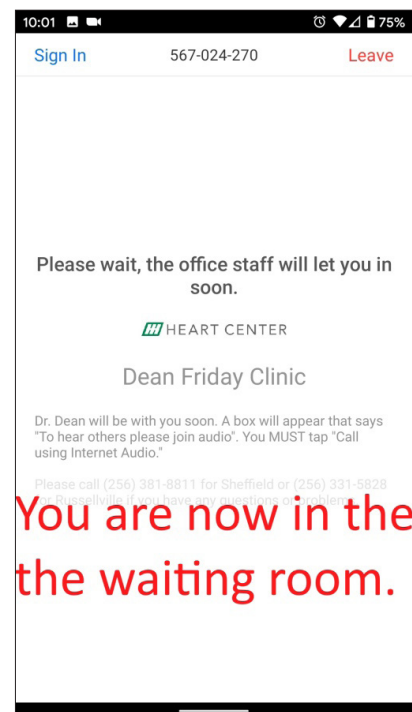 10:01 75%
Sign In 567-024-270 Leave
Please wait, the office staff will let you in
soon.
HEART CENTER
Dean Friday Clinic
Dr. Dean will be with you soon. A box will appear that says
"To hear others please join audio". You MUST tap "Call
using Internet Audio."
Please call (256) 381-8811 for Sheffield or (256) 331-5828
for Russellville if you have any questions or problems.
You are now in the
the waiting room.